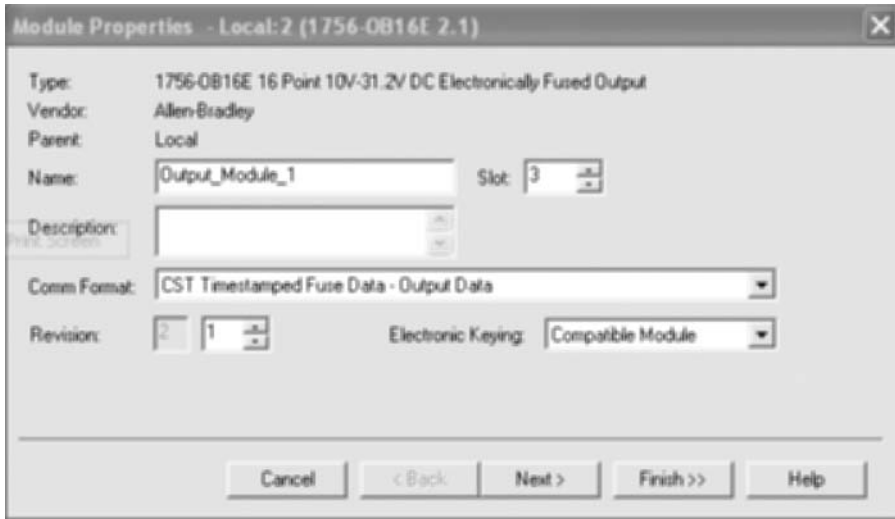 Module Properties - Local:2 (1756-OB16E 2.1)
Type: 1756-OB16E 16 Point 10V-31.2V DC Electronically Fused Output
Vendor: Allen-Bradley
Parent: Local
Name: Output_Module_1 Slot: 3
Description:
Print Screen
Comm Format: CST Timestamped Fuse Data - Output Data
Revision: 2 1 Electronic Keying: Compatible Module
Cancel < Back Next > Finish >> Help